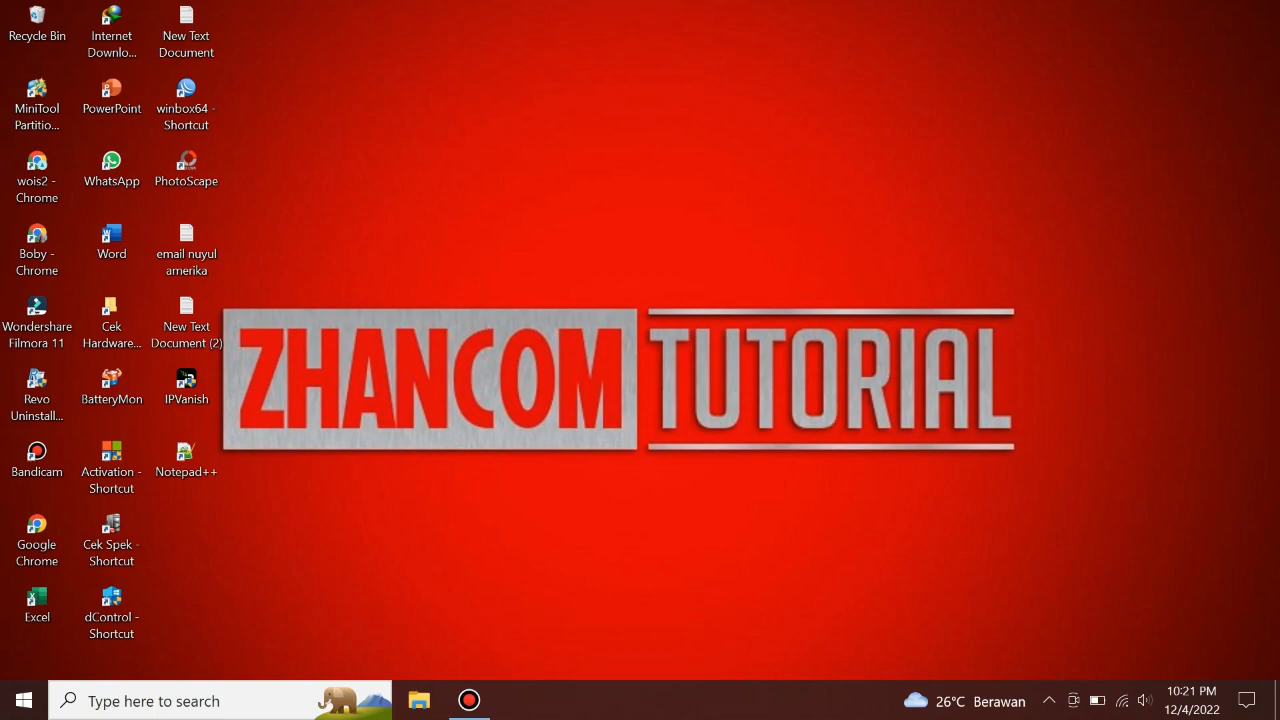 Recycle Bin
Internet
Downlo...
New Text
Document
MiniTool
Partitio...
PowerPoint
winbox64 -
Shortcut
wois2 -
Chrome
WhatsApp
PhotoScape
Boby -
Chrome
Word
email nuyul
amerika
Wondershare
Filmora 11
Cek
Hardware...
New Text
Document (2)
Revo
Uninstall...
BatteryMon
IPVanish
Bandicam
Activation -
Shortcut
Notepad++
Google
Chrome
Cek Spek -
Shortcut
Excel
dControl -
Shortcut
ZHANCOM TUTORIAL
Type here to search
26°C Berawan
10:21 PM
12/4/2022